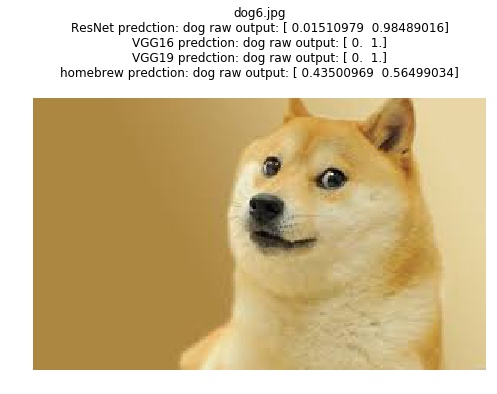 dog6.jpg
ResNet predction: dog raw output: [ 0.01510979  0.98489016]
VGG16 predction: dog raw output: [ 0.  1.]
VGG19 predction: dog raw output: [ 0.  1.]
homebrew predction: dog raw output: [ 0.43500969  0.56499034]